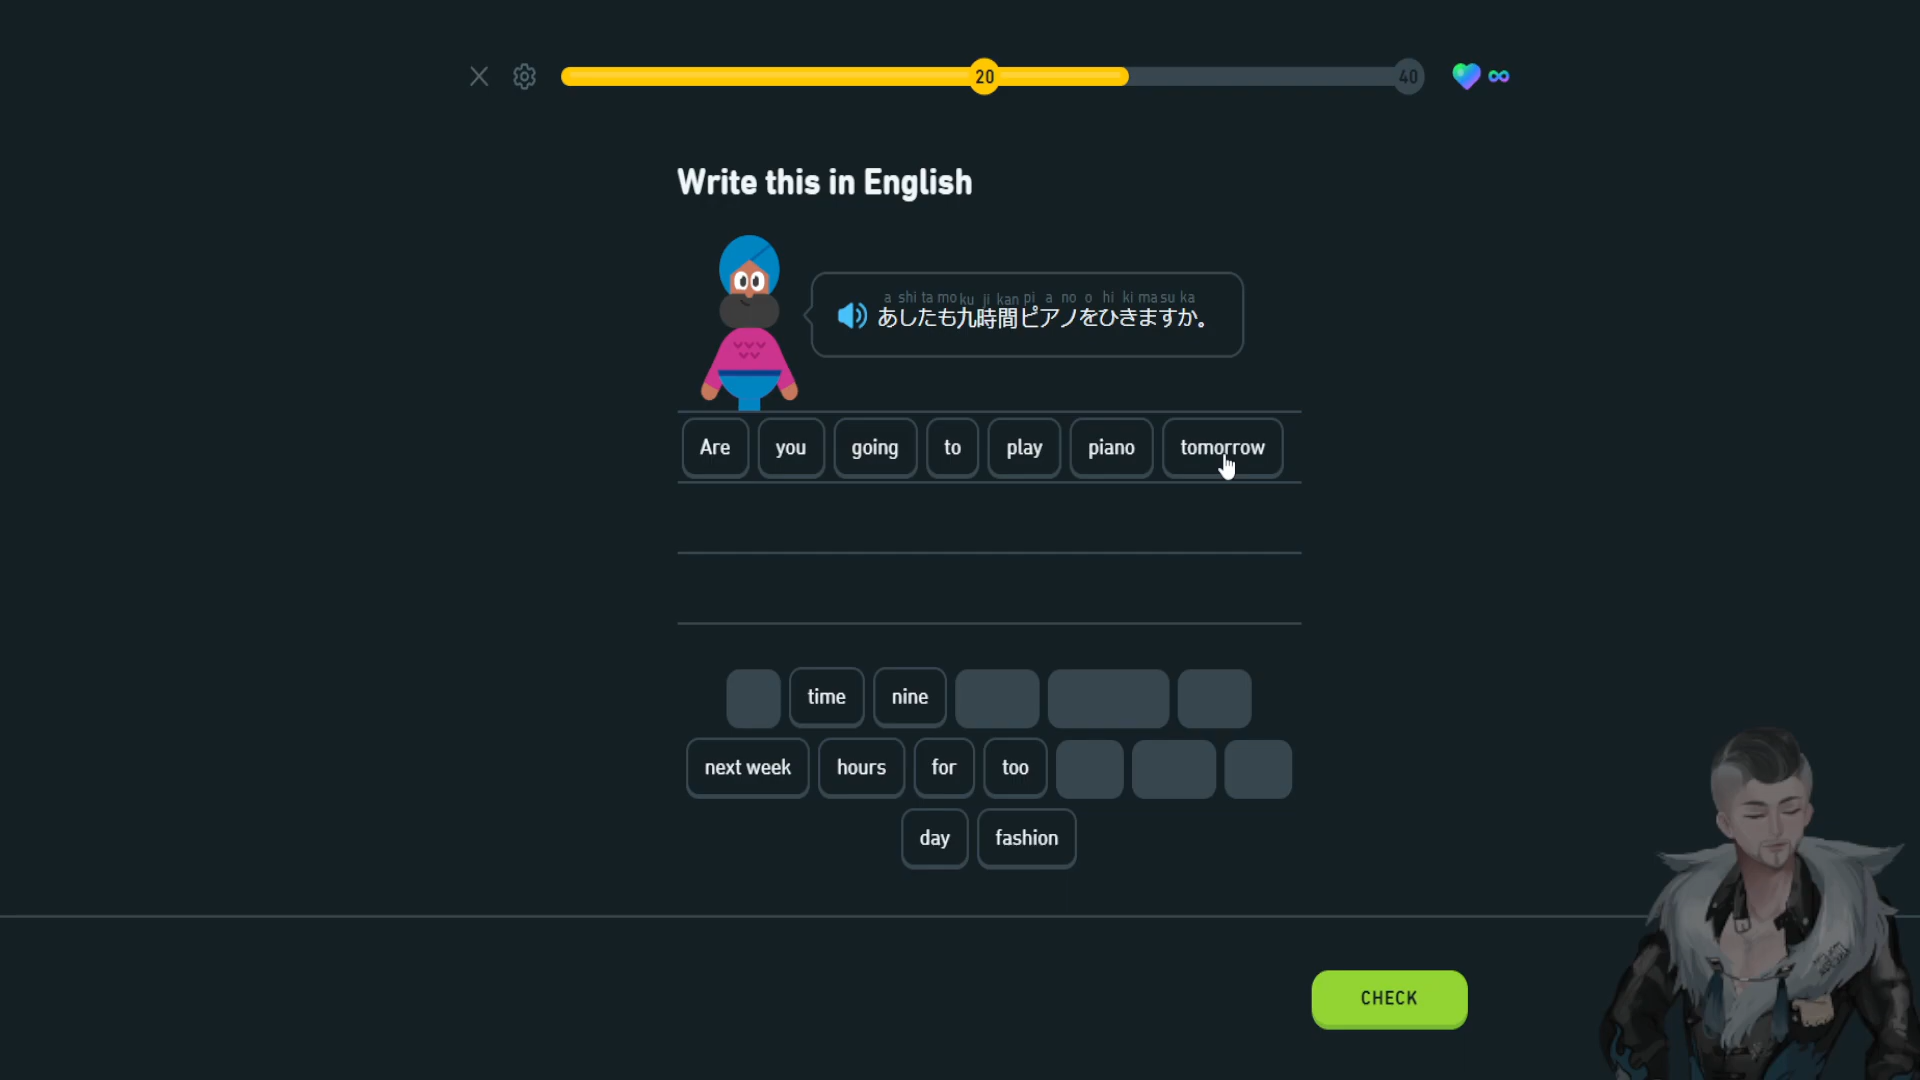 20
40
Write this in English
a shi ta mo ku ji kan pi a no o hi ki ma su ka
あしたも九時間ピアノをひきますか。
Are you going to play piano tomorrow
time nine
next week hours for too
day fashion
CHECK